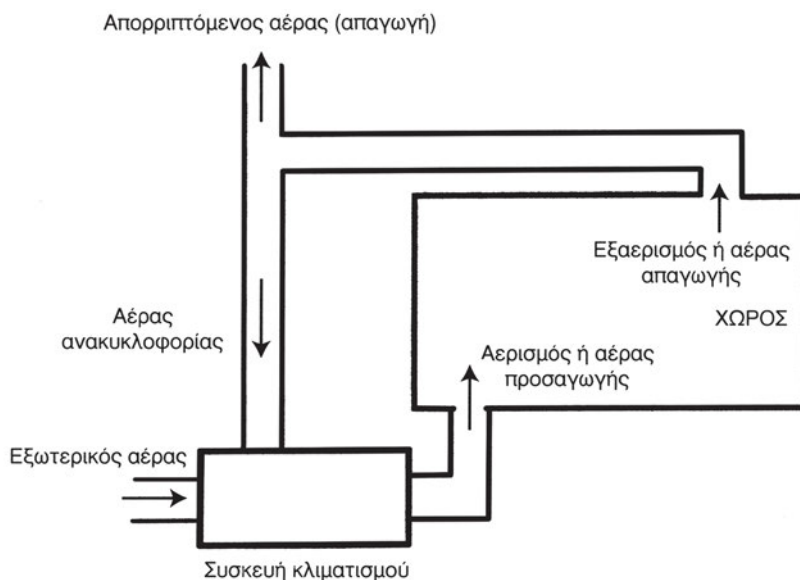 Απορριπτόμενος αέρας (απαγωγή)
Εξαερισμός ή αέρας
απαγωγής
ΧΩΡΟΣ
Αέρας
ανακυκλοφορίας
Αερισμός ή αέρας
προσαγωγής
Εξωτερικός αέρας
Συσκευή κλιματισμού